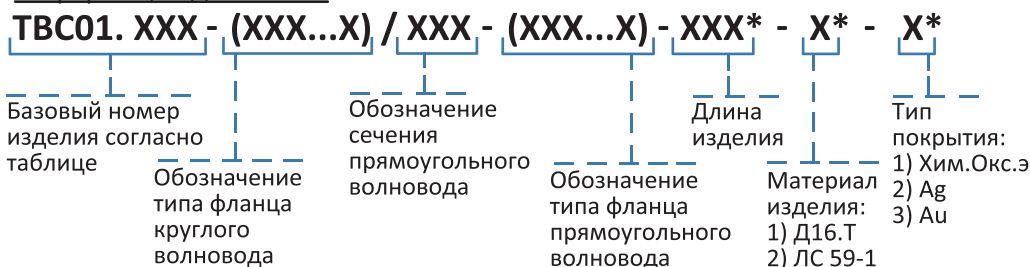 ТВС01. ХХХ - (ХХХ...Х) / ХХХ - (ХХХ...Х) - ХХХ* - Х* - Х*
Базовый номер
изделия согласно
таблице
Обозначение
типа фланца
круглого
волновода
Обозначение
сечения
прямоугольного
волновода
Обозначение
типа фланца
прямоугольного
волновода
Длина
изделия
Материал
изделия:
1) Д16.Т
2) ЛС 59-1
Тип
покрытия:
1) Хим.Окс.э
2) Ag
3) Au